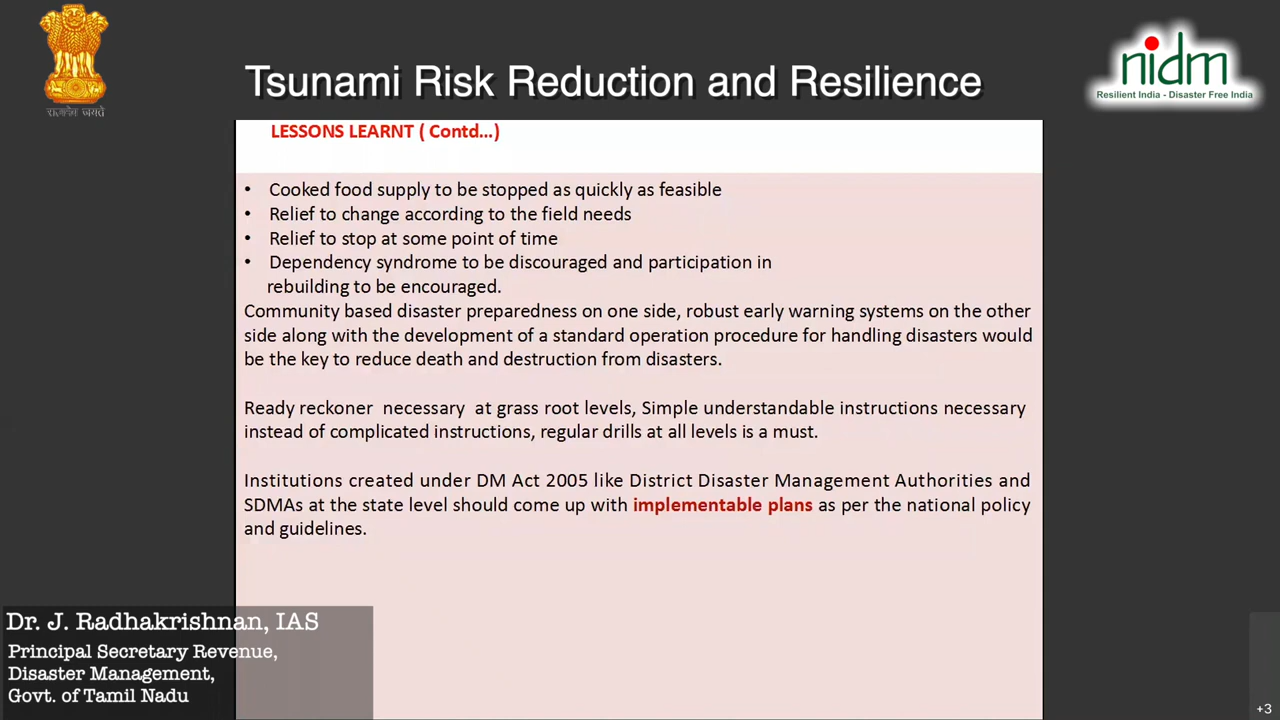 सत्यमेव जयते
nidm
Resilient India - Disaster Free India
Tsunami Risk Reduction and Resilience
LESSONS LEARNT ( Contd...)
• Cooked food supply to be stopped as quickly as feasible
• Relief to change according to the field needs
• Relief to stop at some point of time
• Dependency syndrome to be discouraged and participation in
rebuilding to be encouraged.
Community based disaster preparedness on one side, robust early warning systems on the other
side along with the development of a standard operation procedure for handling disasters would
be the key to reduce death and destruction from disasters.
Ready reckoner necessary at grass root levels, Simple understandable instructions necessary
instead of complicated instructions, regular drills at all levels is a must.
Institutions created under DM Act 2005 like District Disaster Management Authorities and
SDMAs at the state level should come up with implementable plans as per the national policy
and guidelines.
Dr. J. Radhakrishnan, IAS
Principal Secretary Revenue,
Disaster Management,
Govt. of Tamil Nadu
+3